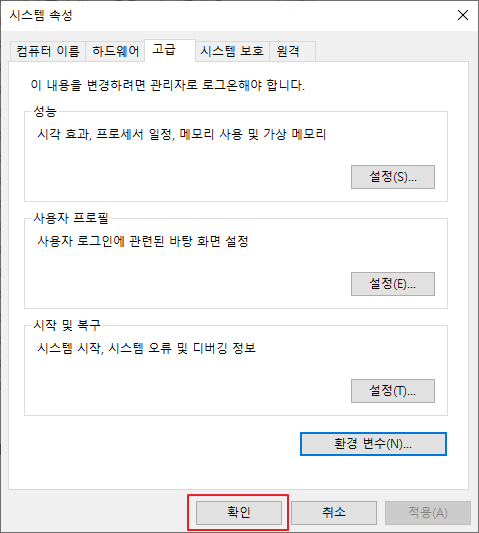 시스템 속성
컴퓨터 이름 하드웨어 고급 시스템 보호 원격
이 내용을 변경하려면 관리자로 로그온해야 합니다.
성능
시각 효과, 프로세서 일정, 메모리 사용 및 가상 메모리
설정(S)...
사용자 프로필
사용자 로그인에 관련된 바탕 화면 설정
설정(E)...
시작 및 복구
시스템 시작, 시스템 오류 및 디버깅 정보
설정(T)...
환경 변수(N)...
확인 취소 적용(A)